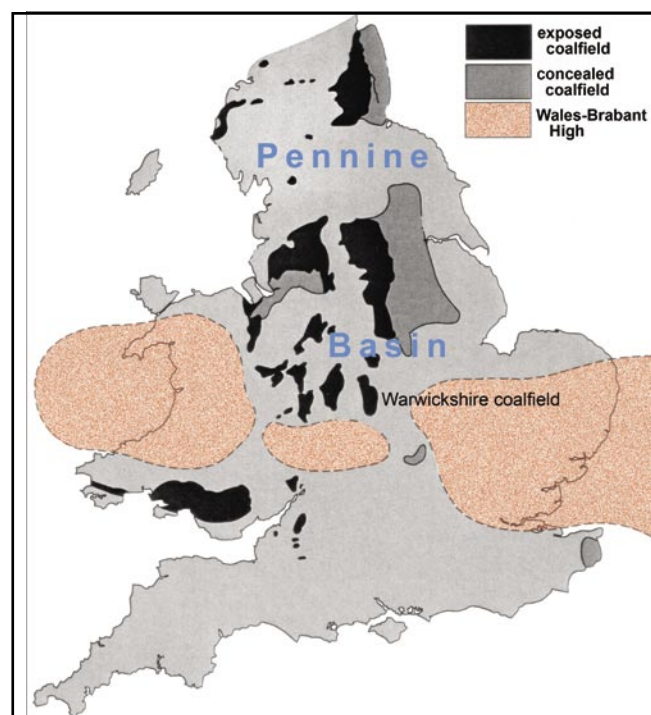 exposed
coalfield
concealed
coalfield
Wales-Brabant
High
Pennine
Basin
Warwickshire coalfield